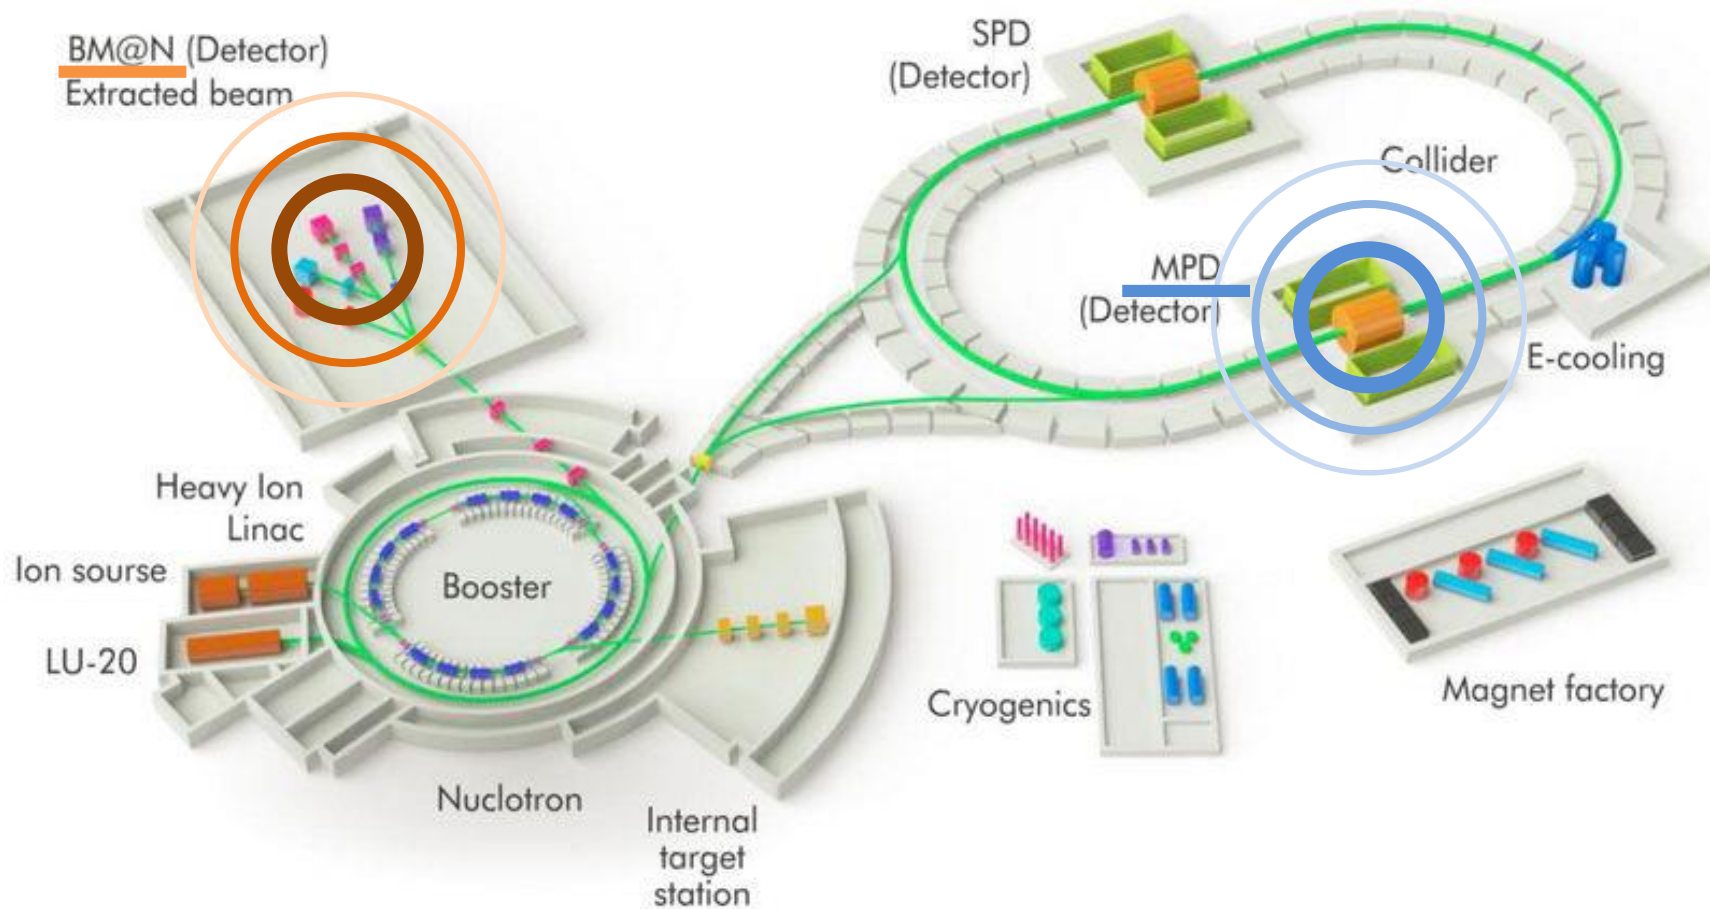 BM@N (Detector)
Extracted beam
SPD
(Detector)
Collider
MPD
(Detector)
E-cooling
Heavy Ion
Linac
Ion sourse
Booster
LU-20
Cryogenics
Magnet factory
Nuclotron
Internal
target
station